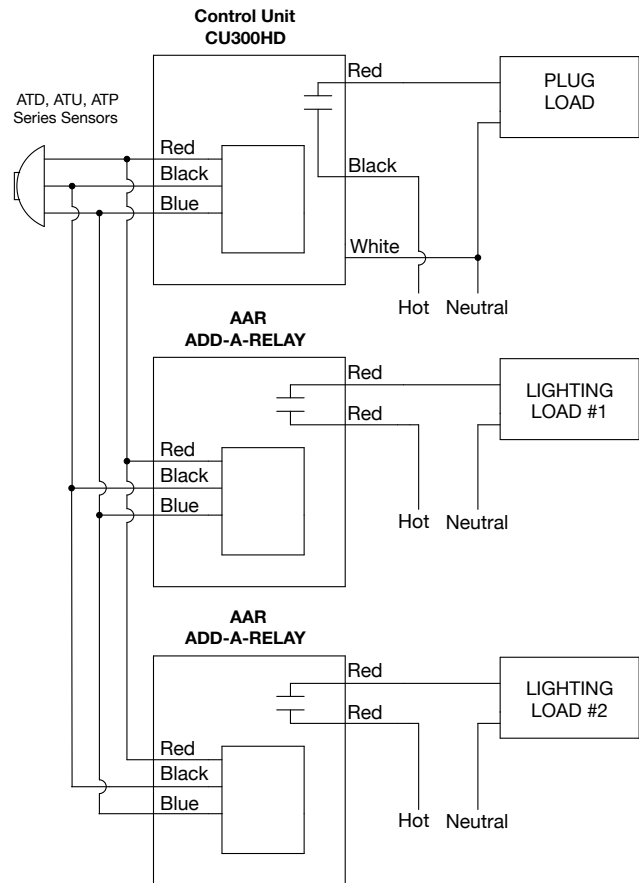 Control Unit
CU300HD
ATD, ATU, ATP
Series Sensors
Red
Black
Blue
Red
Black
White
PLUG
LOAD
Hot
Neutral
AAR
ADD-A-RELAY
Red
Red
LIGHTING
LOAD #1
Red
Black
Blue
Hot
Neutral
AAR
ADD-A-RELAY
Red
Red
LIGHTING
LOAD #2
Red
Black
Blue
Hot
Neutral